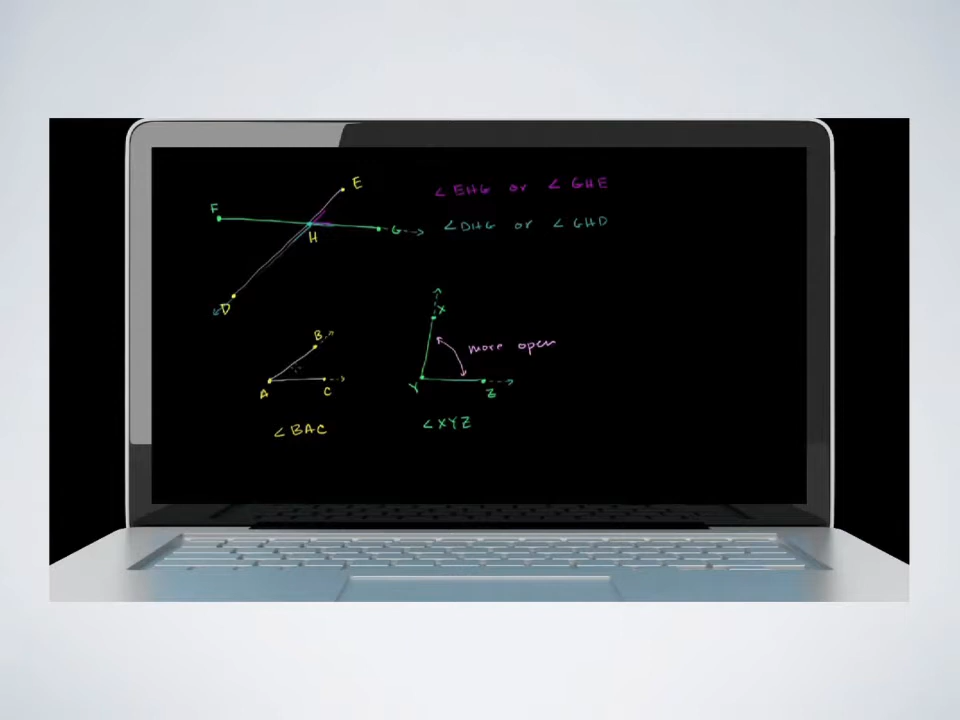 E
∠EHG or ∠GHE
F
G
∠DHG or ∠GHD
H
D
X
B
more open
A
C
Y
Z
∠BAC
∠XYZ